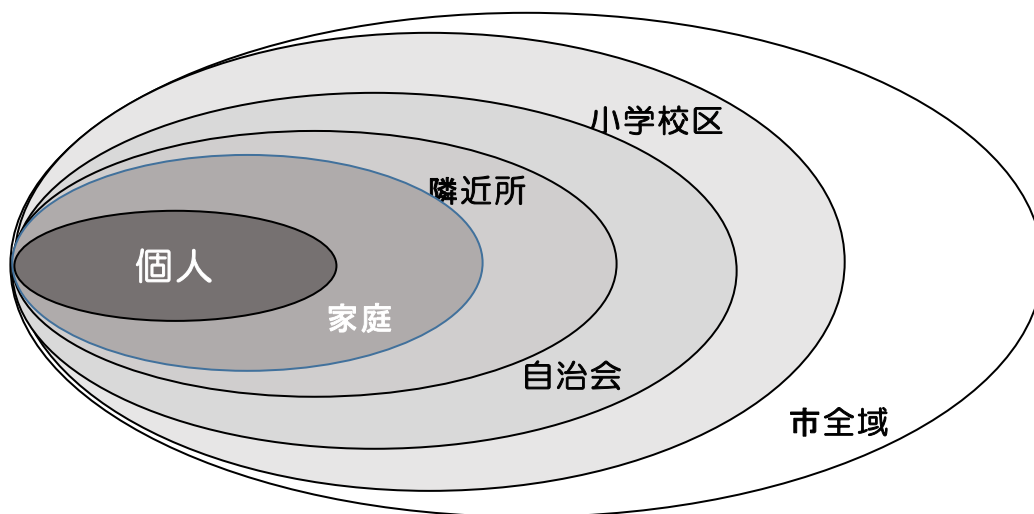 小学校区
隣近所
個人
家庭
自治会
市全域